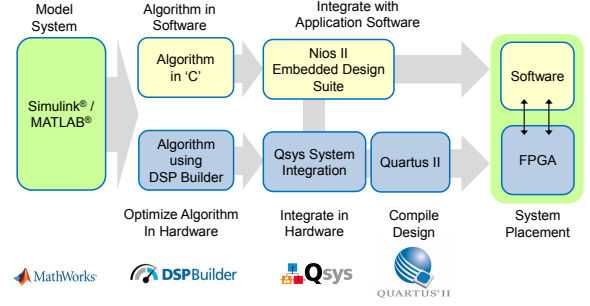 Model
System
Algorithm in
Software
Integrate with
Application Software
Simulink® /
MATLAB®
Algorithm
in ‘C’
Nios II
Embedded Design
Suite
Software
Algorithm
using
DSP Builder
Qsys System
Integration
Quartus II
FPGA
Optimize Algorithm
In Hardware
Integrate in
Hardware
Compile
Design
System
Placement
MathWorks®
DSPBuilder
Qsys
QUARTUS® II